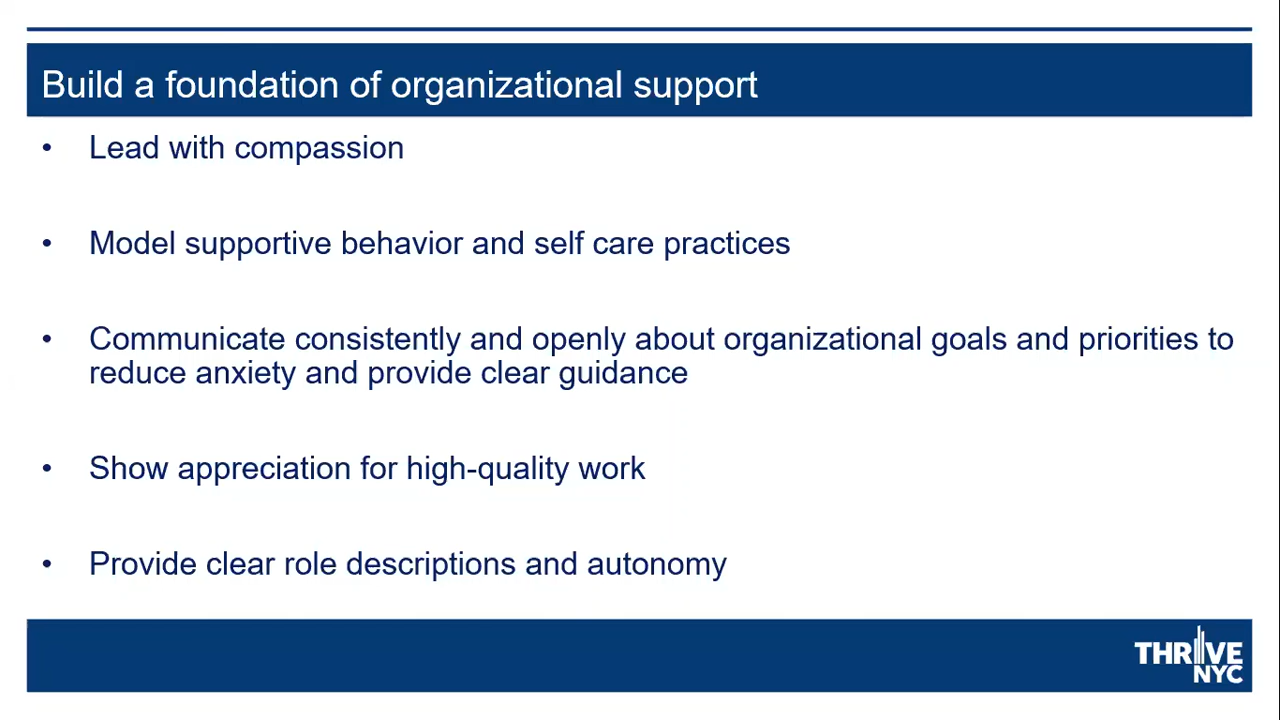 Build a foundation of organizational support
• Lead with compassion
• Model supportive behavior and self care practices
• Communicate consistently and openly about organizational goals and priorities to
reduce anxiety and provide clear guidance
• Show appreciation for high-quality work
• Provide clear role descriptions and autonomy
THRIVE
NYC